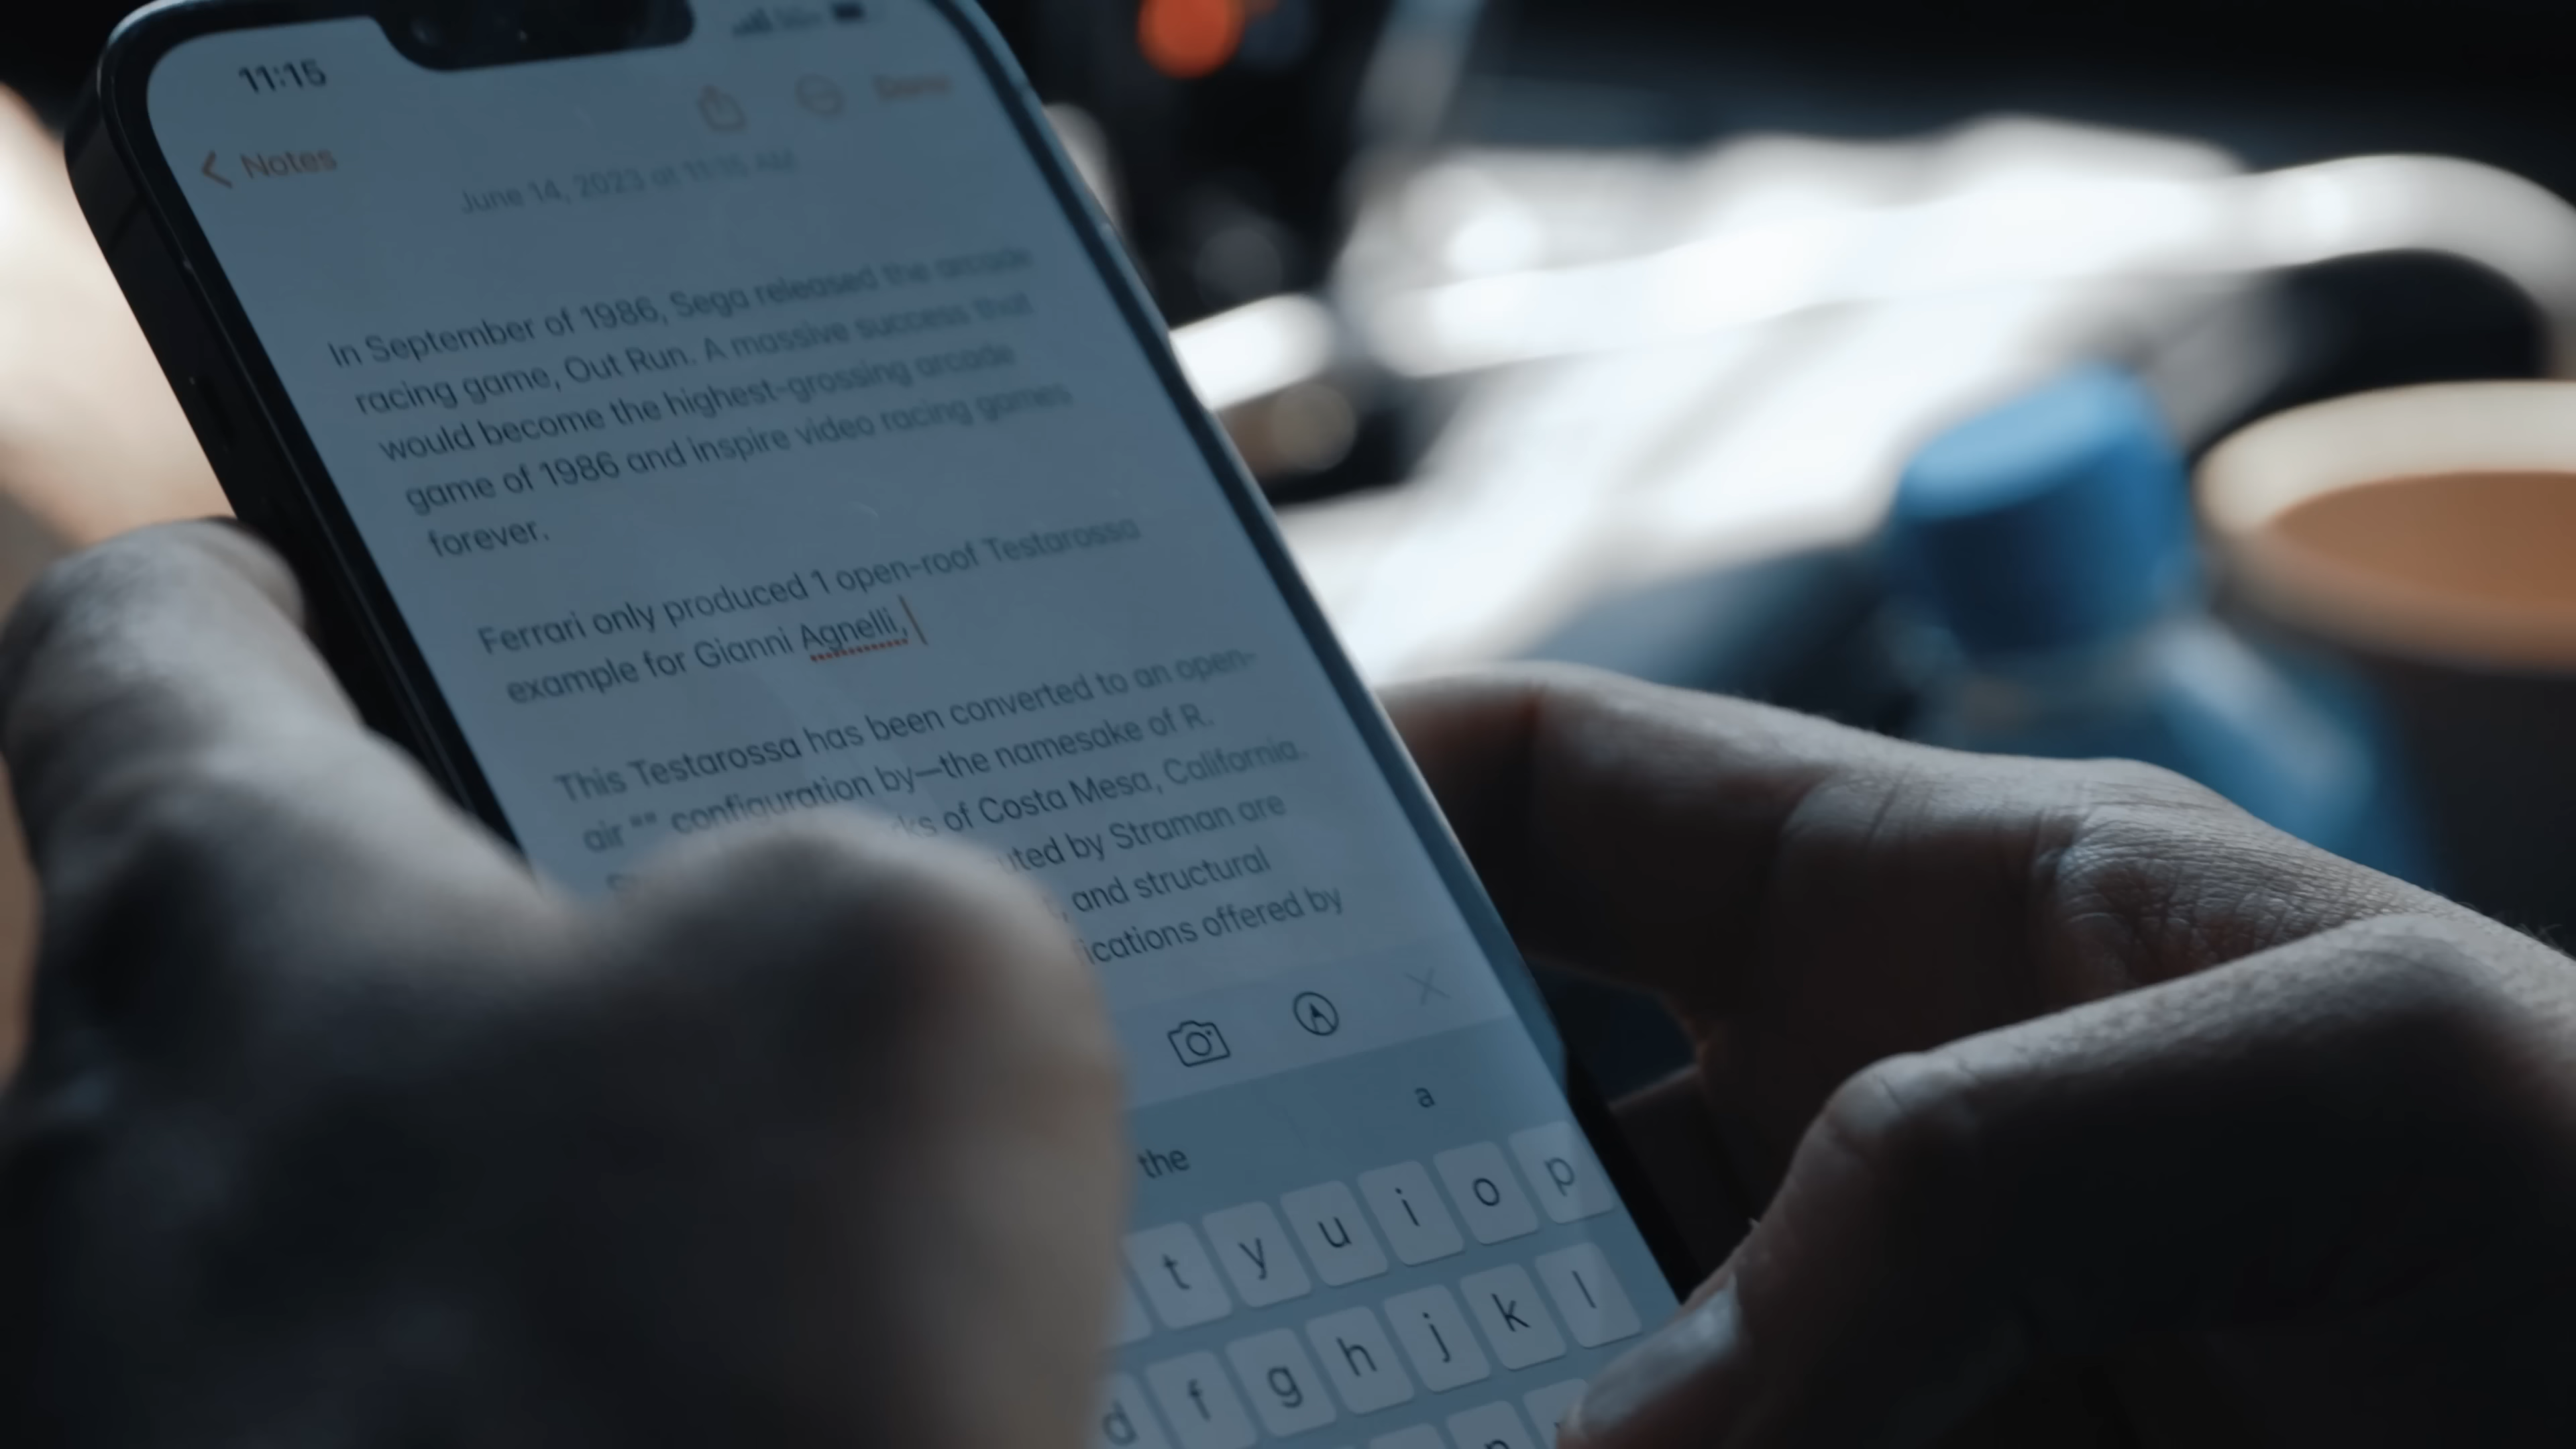 11:15
Notes
Done
June 14, 2023 at 11:15 AM
In September of 1986, Sega released the arcade
racing game, Out Run. A massive success that
would become the highest-grossing arcade
game of 1986 and inspire video racing games
forever.
Ferrari only produced 1 open-roof Testarossa
example for Gianni Agnelli,
This Testarossa has been converted to an open-
air "" configuration by—the namesake of R.
of Costa Mesa, California.
by Straman are
, and structural
offered by
the a
t y u i o p
d f g h j k l